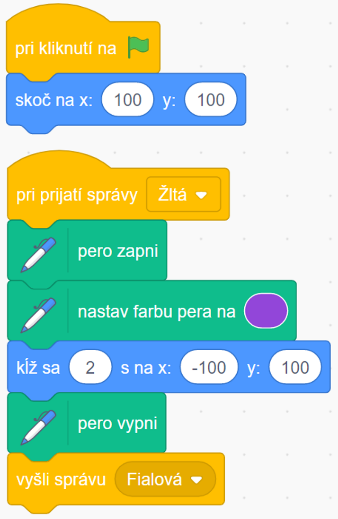 pri kliknutí na
skoč na x: 100 y: 100
pri prijatí správy Žltá
pero zapni
nastav farbu pera na
kĺž sa 2 s na x: -100 y: 100
pero vypni
vyšli správu Fialová